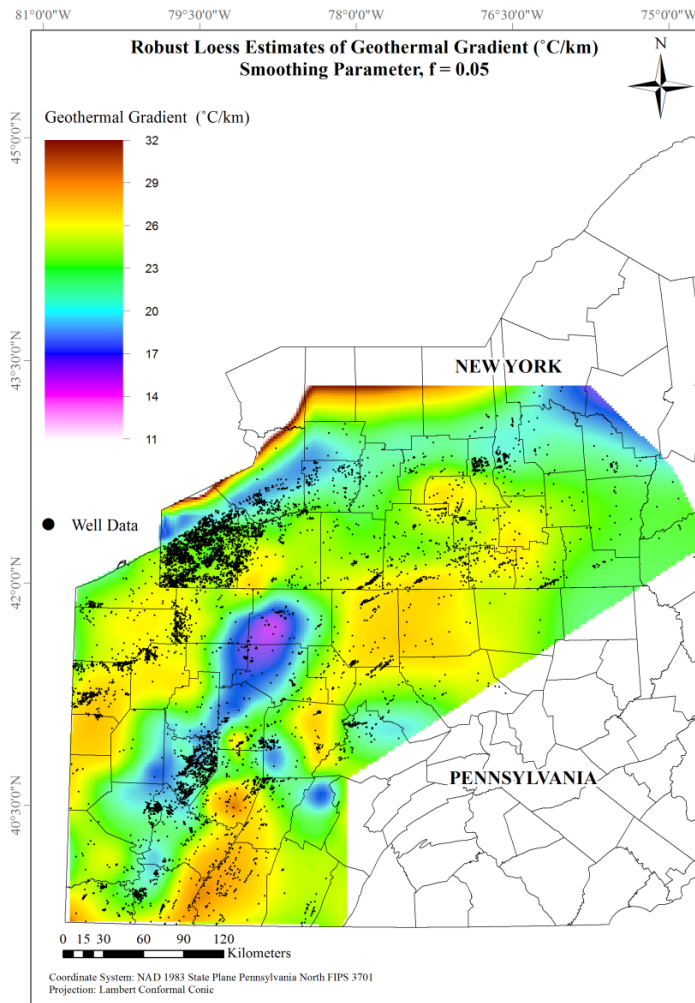 81°0'0"W 79°30'0"W 78°0'0"W 76°30'0"W 75°0'0"W
Robust Loess Estimates of Geothermal Gradient (˚C/km)
Smoothing Parameter, f = 0.05
N
Geothermal Gradient (˚C/km)
32
29
26
23
20
17
14
11
45°0'0"N
43°30'0"N
42°0'0"N
40°30'0"N
NEW YORK
Well Data
PENNSYLVANIA
0 15 30 60 90 120
Kilometers
Coordinate System: NAD 1983 State Plane Pennsylvania North FIPS 3701
Projection: Lambert Conformal Conic